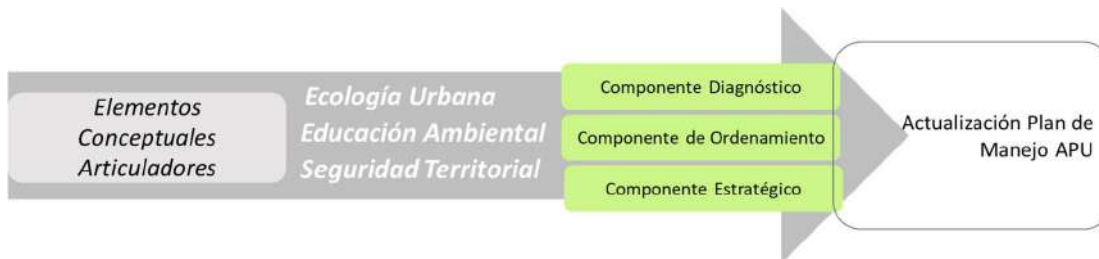 Elementos
Conceptuales
Articuladores
Ecología Urbana
Educación Ambiental
Seguridad Territorial
Componente Diagnóstico
Componente de Ordenamiento
Componente Estratégico
Actualización Plan de
Manejo APU